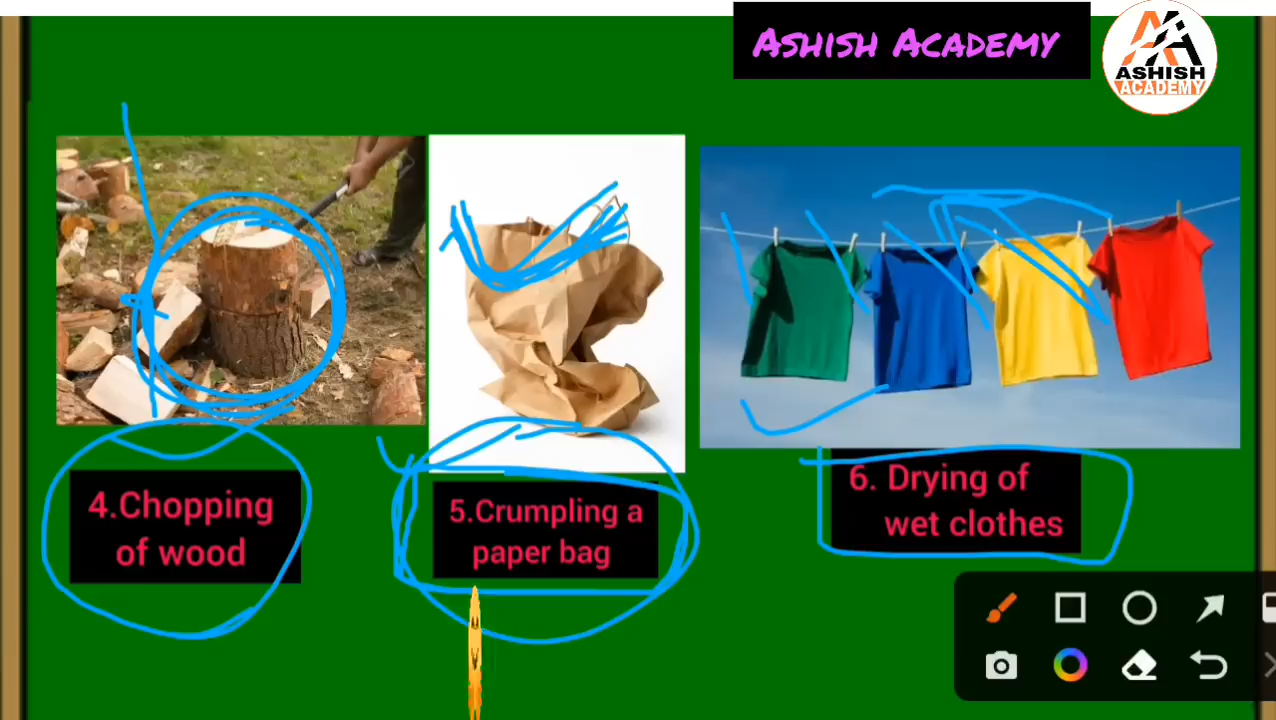 ASHISH ACADEMY
ASHISH
ACADEMY
4.Chopping
of wood
5.Crumpling a
paper bag
6. Drying of
wet clothes